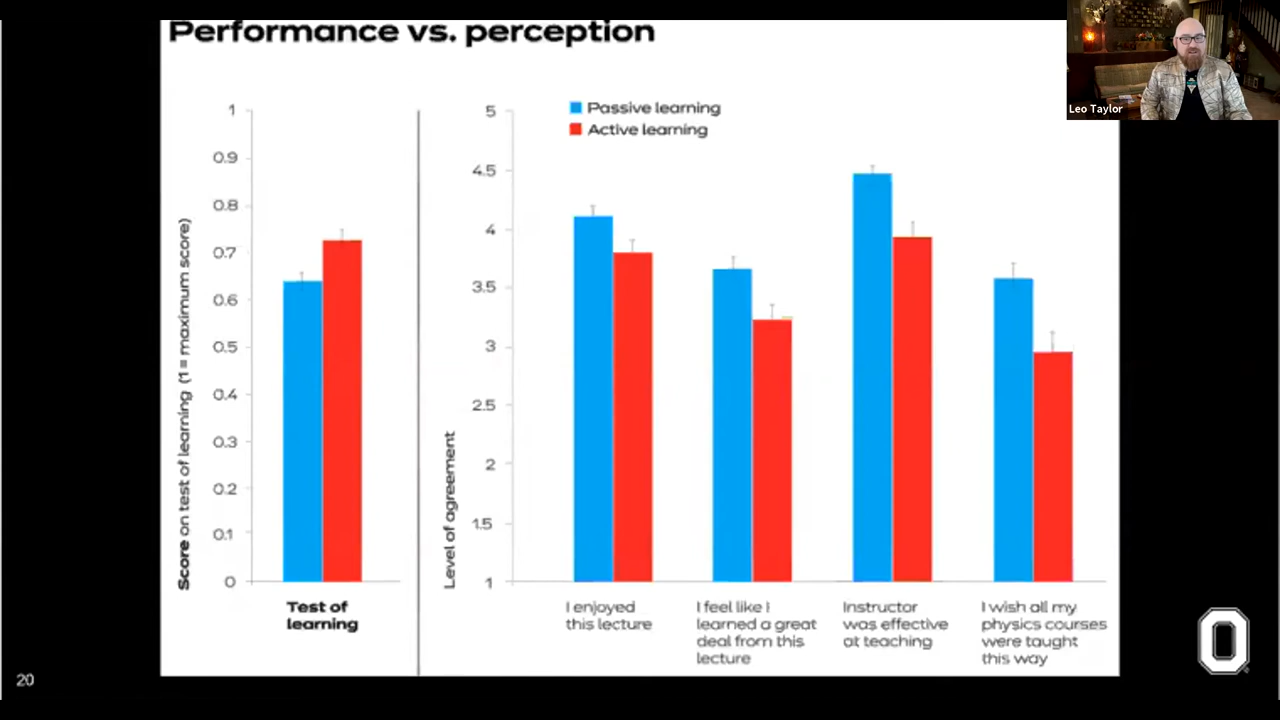 Performance vs. perception
Leo Taylor
Score on test of learning (1 = maximum score)
1
0.9
0.8
0.7
0.6
0.5
0.4
0.3
0.2
0.1
0
Test of
learning
Passive learning
Active learning
Level of agreement
5
4.5
4
3.5
3
2.5
2
1.5
1
I enjoyed
this lecture
I feel like I
learned a great
deal from this
lecture
Instructor
was effective
at teaching
I wish all my
physics courses
were taught
this way
20